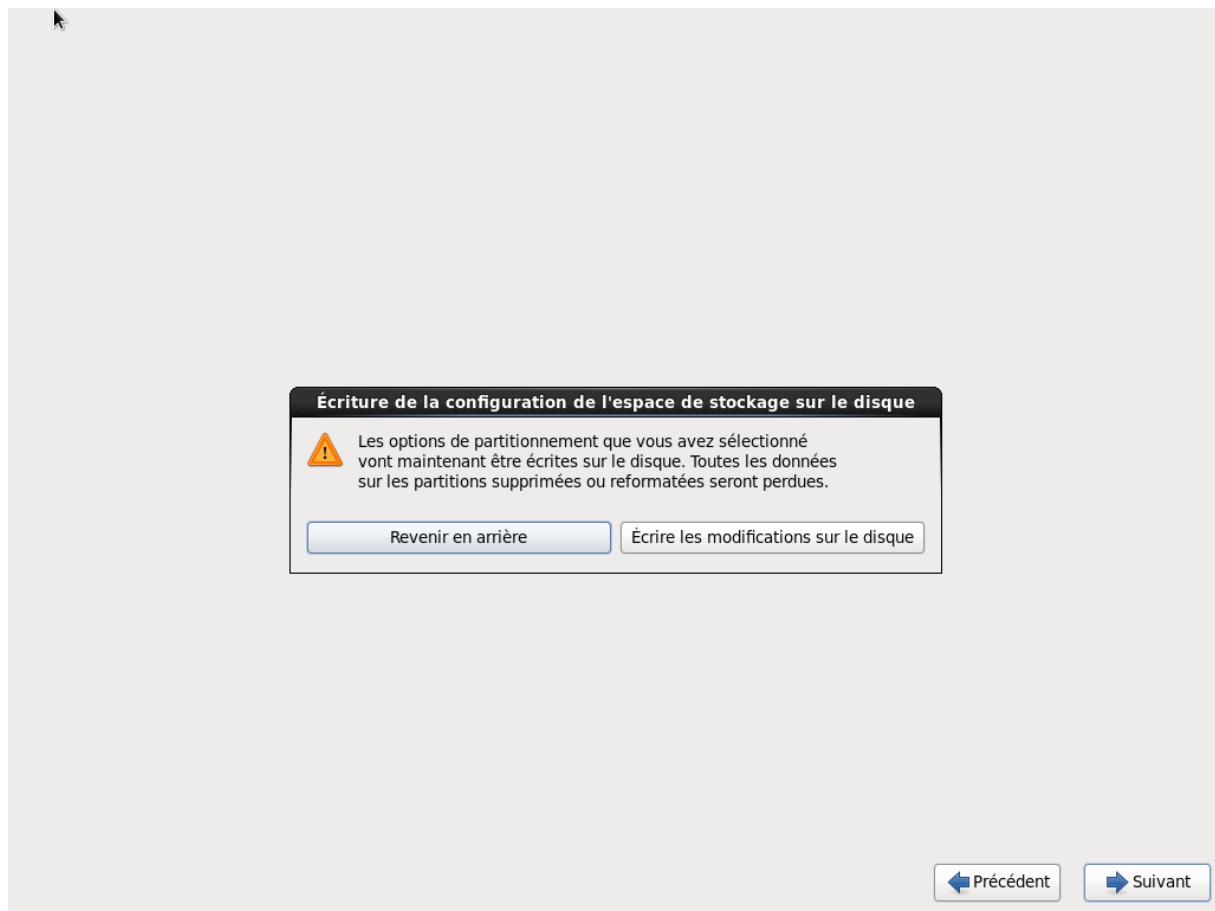 Écriture de la configuration de l'espace de stockage sur le disque
Les options de partitionnement que vous avez sélectionné
vont maintenant être écrites sur le disque. Toutes les données
sur les partitions supprimées ou reformatées seront perdues.
Revenir en arrière
Écrire les modifications sur le disque
Précédent
Suivant